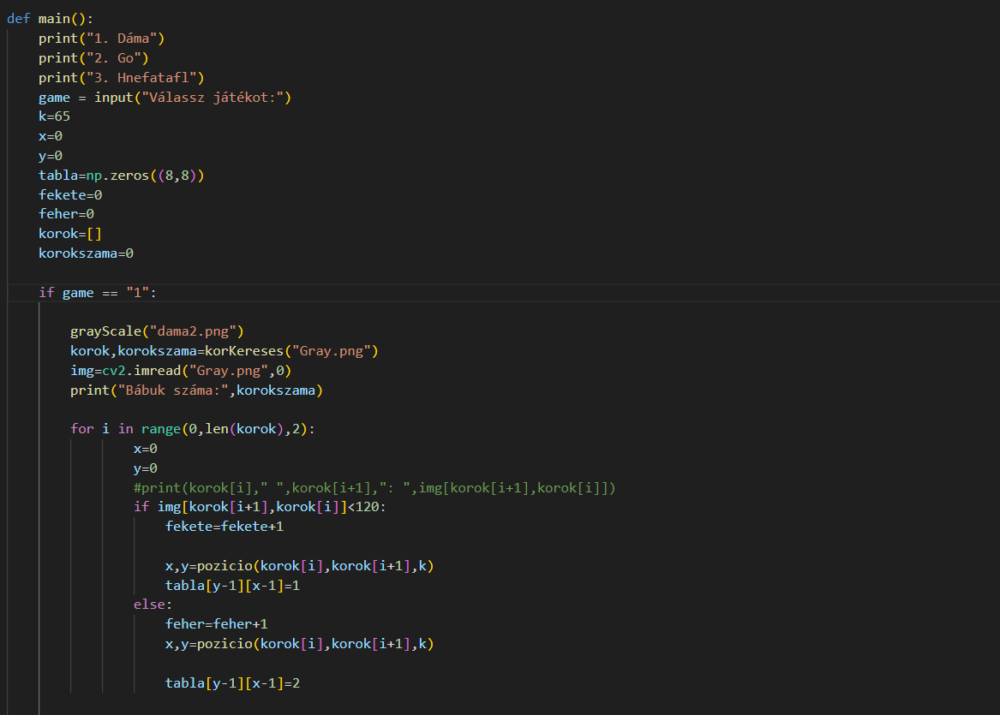 def main():
    print("1. Dáma")
    print("2. Go")
    print("3. Hnefatafl")
    game = input("Válassz játékot:")
    k=65
    x=0
    y=0
    tabla=np.zeros((8,8))
    fekete=0
    feher=0
    korok=[]
    korokszama=0
    if game == "1":
        grayScale("dama2.png")
        korok,korokszama=korKereses("Gray.png")
        img=cv2.imread("Gray.png",0)
        print("Bábuk száma:",korokszama)
        for i in range(0,len(korok),2):
                x=0
                y=0
                #print(korok[i]," ",korok[i+1],": ",img[korok[i+1],korok[i]])
                if img[korok[i+1],korok[i]]<120:
                    fekete=fekete+1
                    x,y=pozicio(korok[i],korok[i+1],k)
                    tabla[y-1][x-1]=1
                else:
                    feher=feher+1
                    x,y=pozicio(korok[i],korok[i+1],k)
                    tabla[y-1][x-1]=2